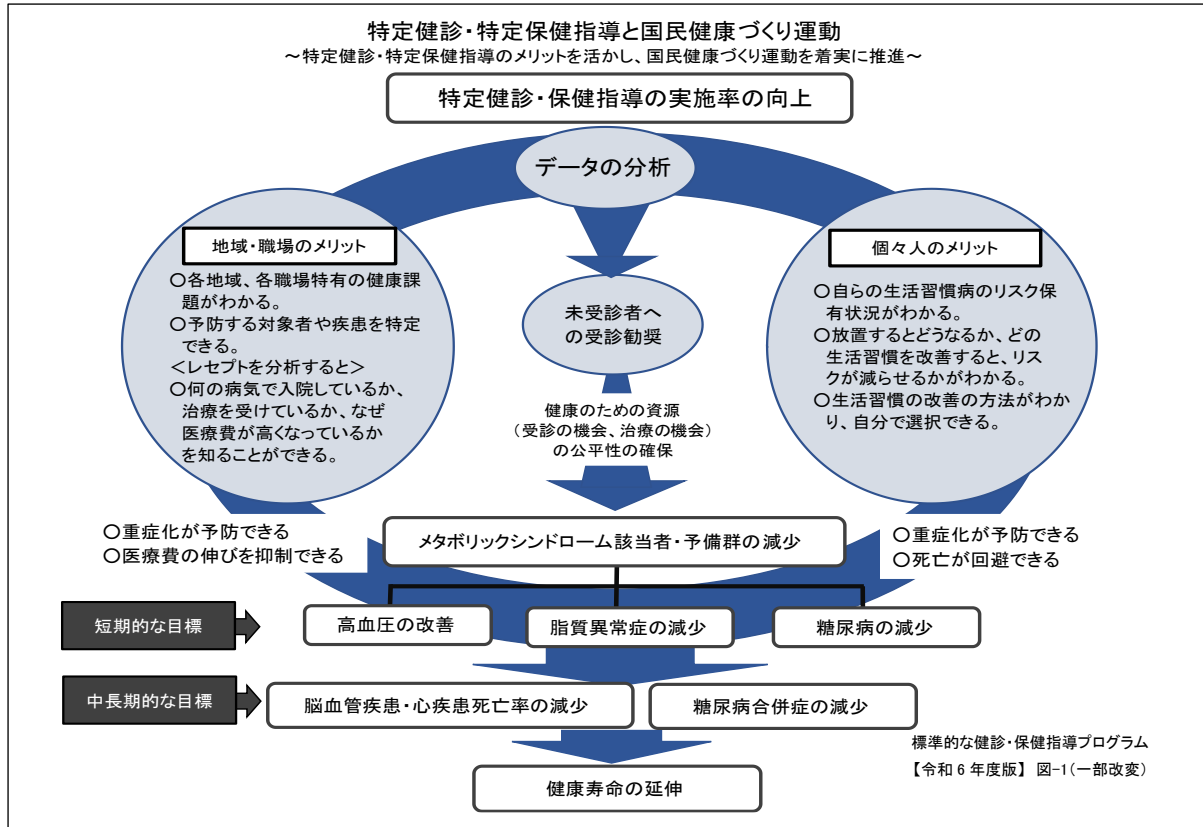 特定健診・特定保健指導と国民健康づくり運動
～特定健診・特定保健指導のメリットを活かし、国民健康づくり運動を着実に推進～
特定健診・保健指導の実施率の向上
データの分析
地域・職場のメリット
○各地域、各職場特有の健康課
題がわかる。
○予防する対象者や疾患を特定
できる。
<レセプトを分析すると>
○何の病気で入院しているか、
治療を受けているか、なぜ
医療費が高くなっているか
を知ることができる。
未受診者へ
の受診勧奨
健康のための資源
(受診の機会、治療の機会)
の公平性の確保
個々人のメリット
○自らの生活習慣病のリスク保
有状況がわかる。
○放置するとどうなるか、どの
生活習慣を改善すると、リス
クが減らせるかがわかる。
○生活習慣の改善の方法がわか
り、自分で選択できる。
○重症化が予防できる
○医療費の伸びを抑制できる
メタボリックシンドローム該当者・予備群の減少
○重症化が予防できる
○死亡が回避できる
短期的な目標
高血圧の改善
脂質異常症の減少
糖尿病の減少
中長期的な目標
脳血管疾患・心疾患死亡率の減少
糖尿病合併症の減少
標準的な健診・保健指導プログラム
【令和6年度版】 図-1(一部改変)
健康寿命の延伸